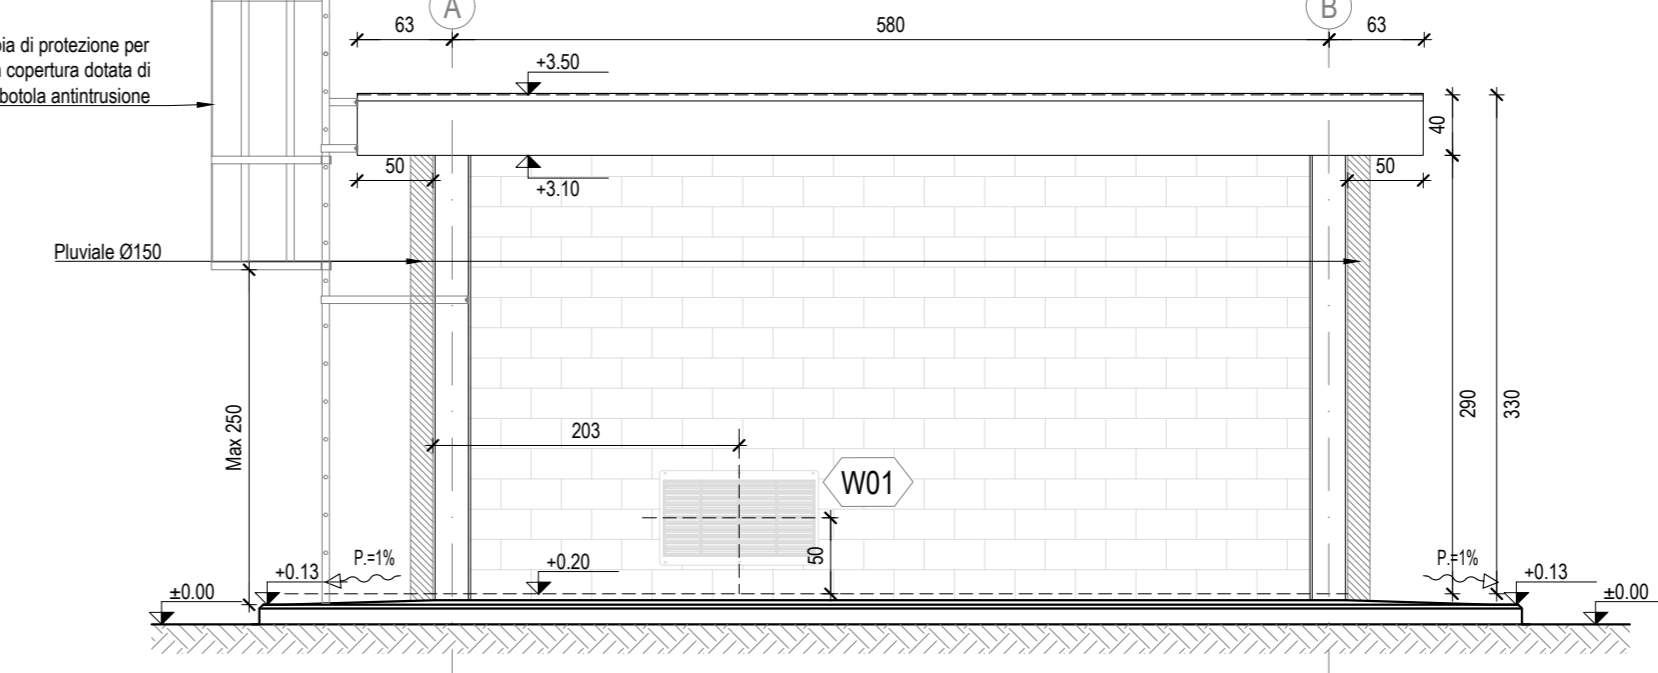 A
B
63
580
63
pia di protezione per
copertura dotata di
botola antintrusione
+3.50
40
50
+3.10
50
Pluviale Ø150
Max 250
203
290
330
W01
50
P.=1%
+0.13
+0.20
P.=1%
+0.13
±0.00
±0.00